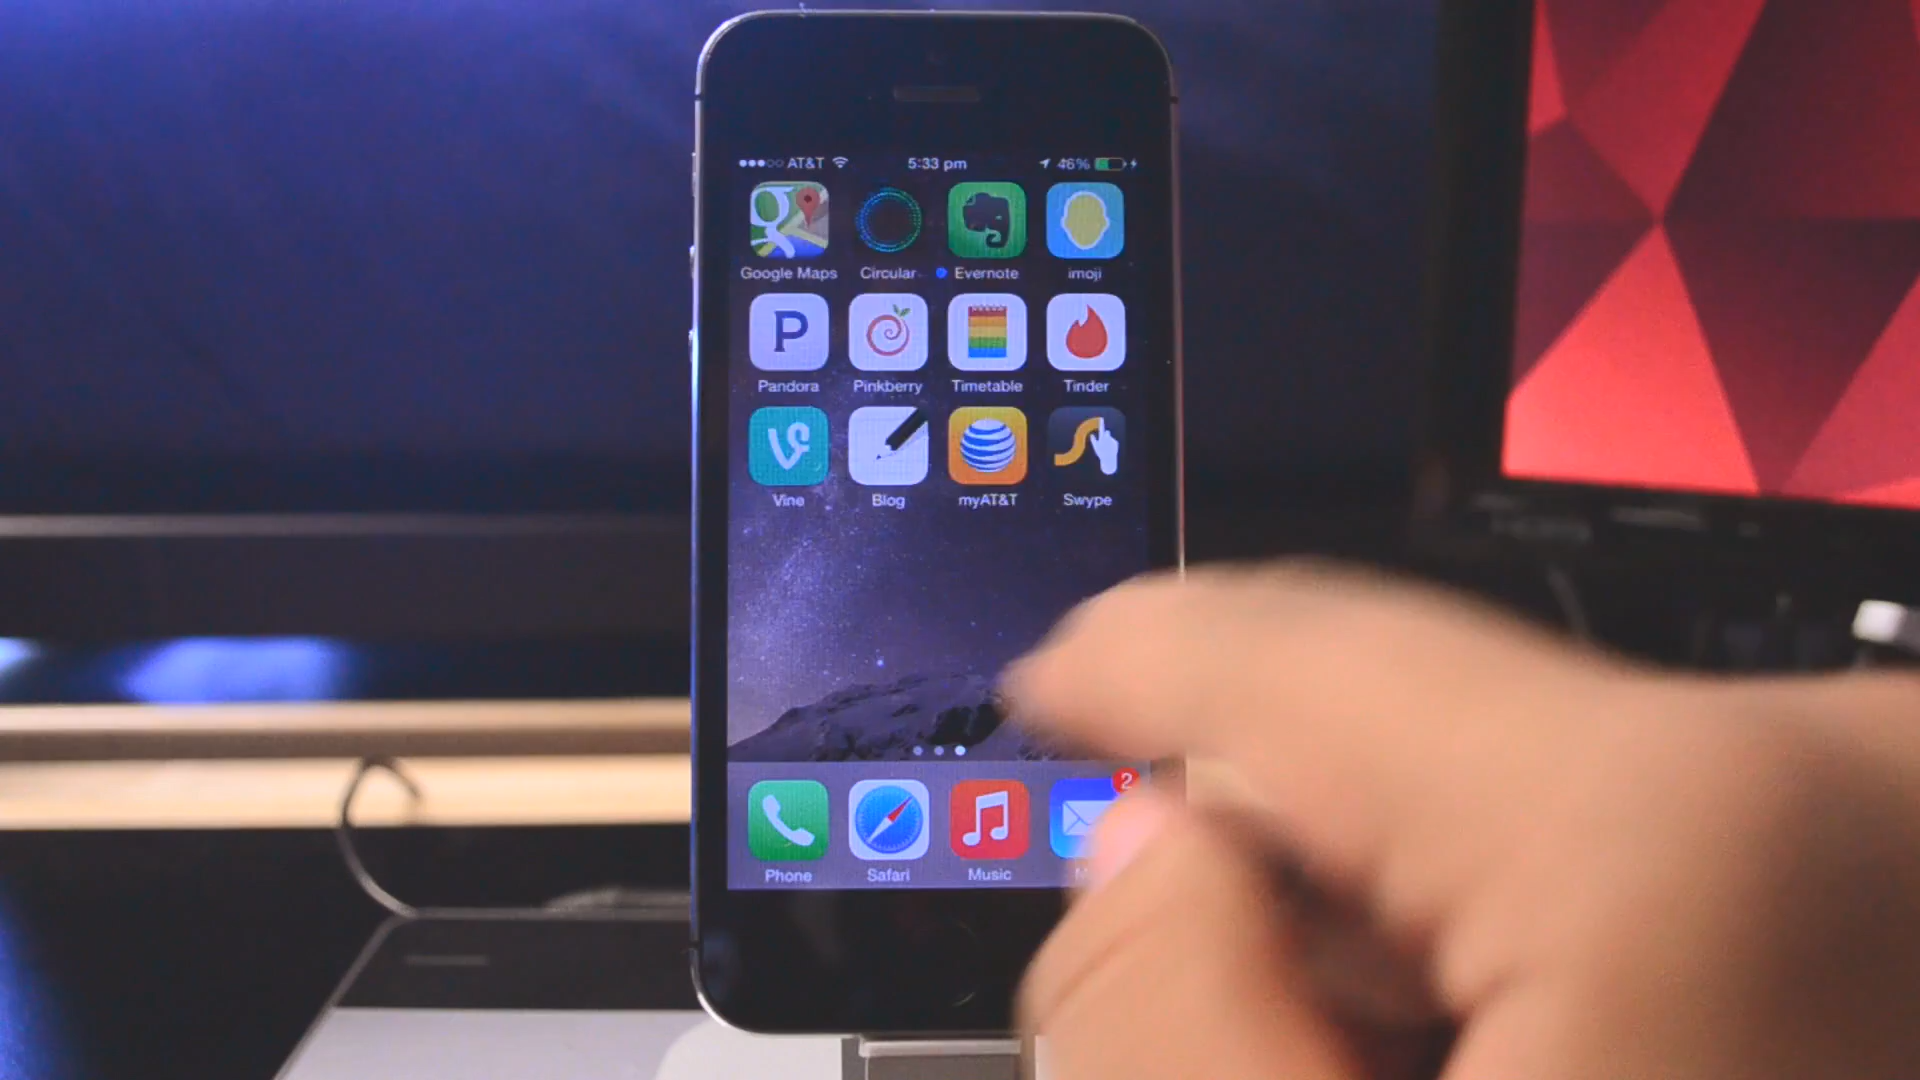 AT&T 5:33 pm 46%
Google Maps Circular Evernote imoji
P
Pandora Pinkberry Timetable Tinder
Vine Blog myAT&T Swype
2
Phone Safari Music